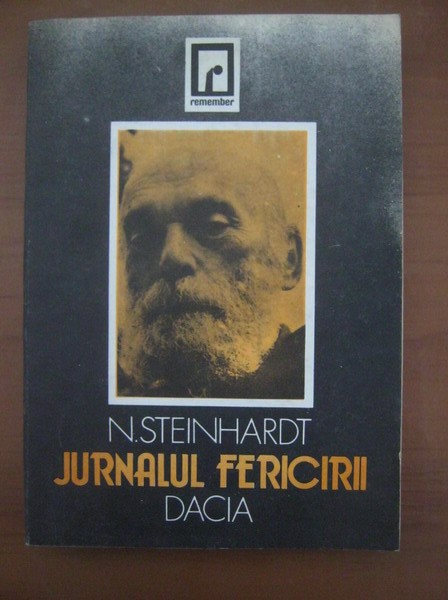 remember
N.STEINHARDT
JURNALUL FERICIRII
DACIA